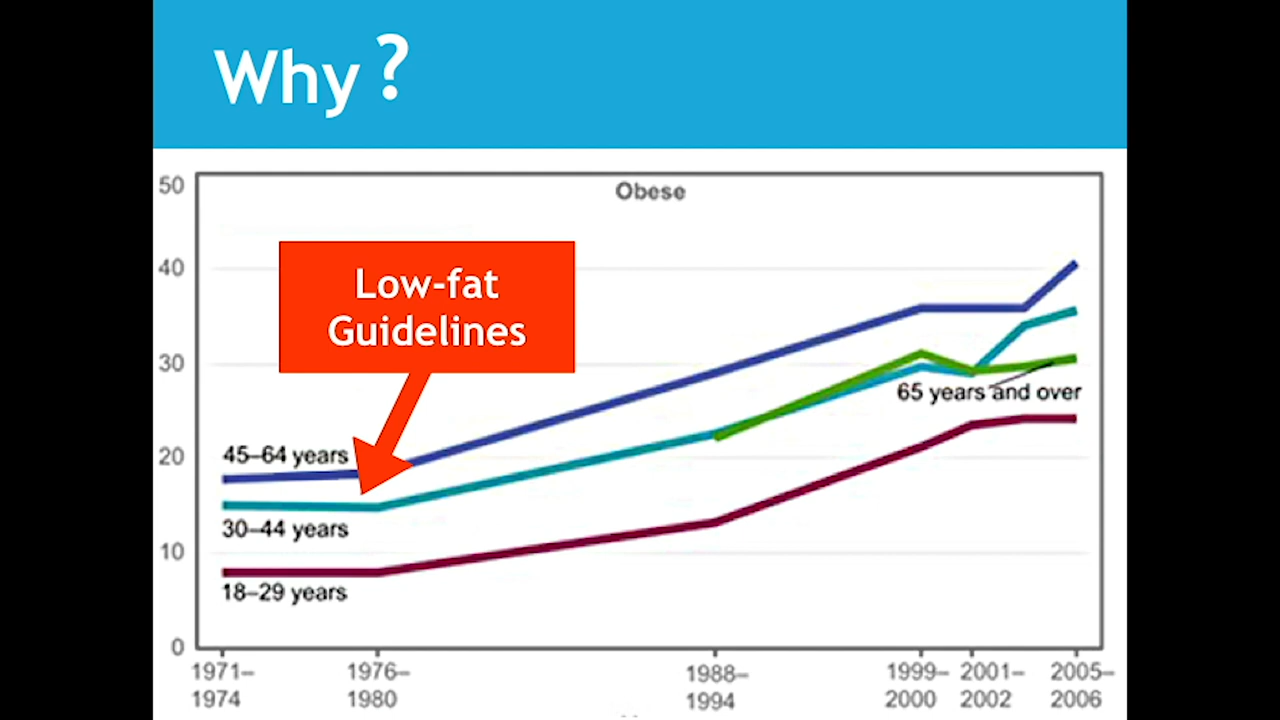 Why ?
50
Obese
40
Low-fat
Guidelines
30
65 years and over
45–64 years
20
30–44 years
10
18–29 years
0
1971– 1976– 1988– 1999– 2001– 2005–
1974 1980 1994 2000 2002 2006